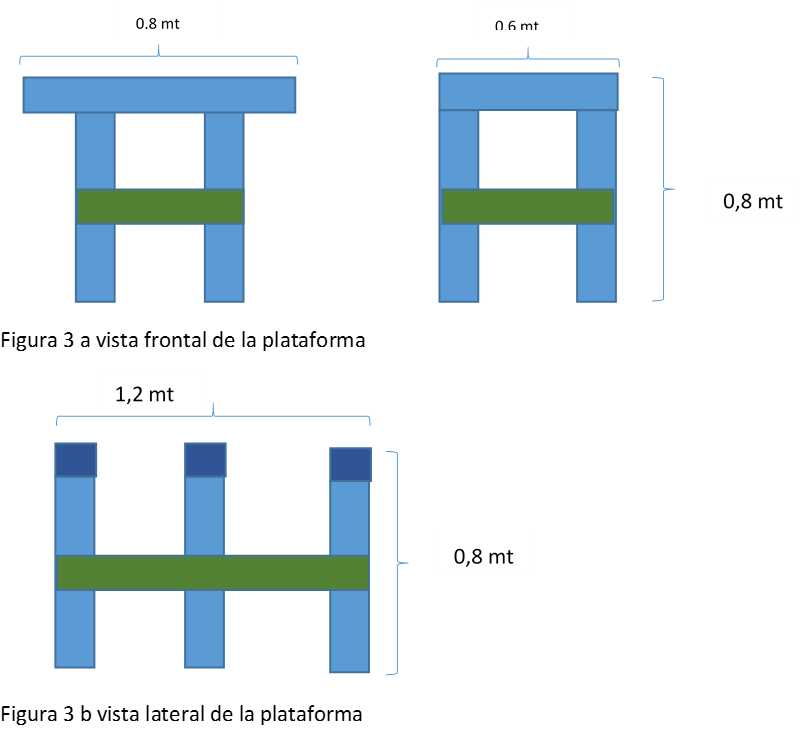 0.8 mt
0.6 mt
0,8 mt
Figura 3 a vista frontal de la plataforma
1,2 mt
0,8 mt
Figura 3 b vista lateral de la plataforma